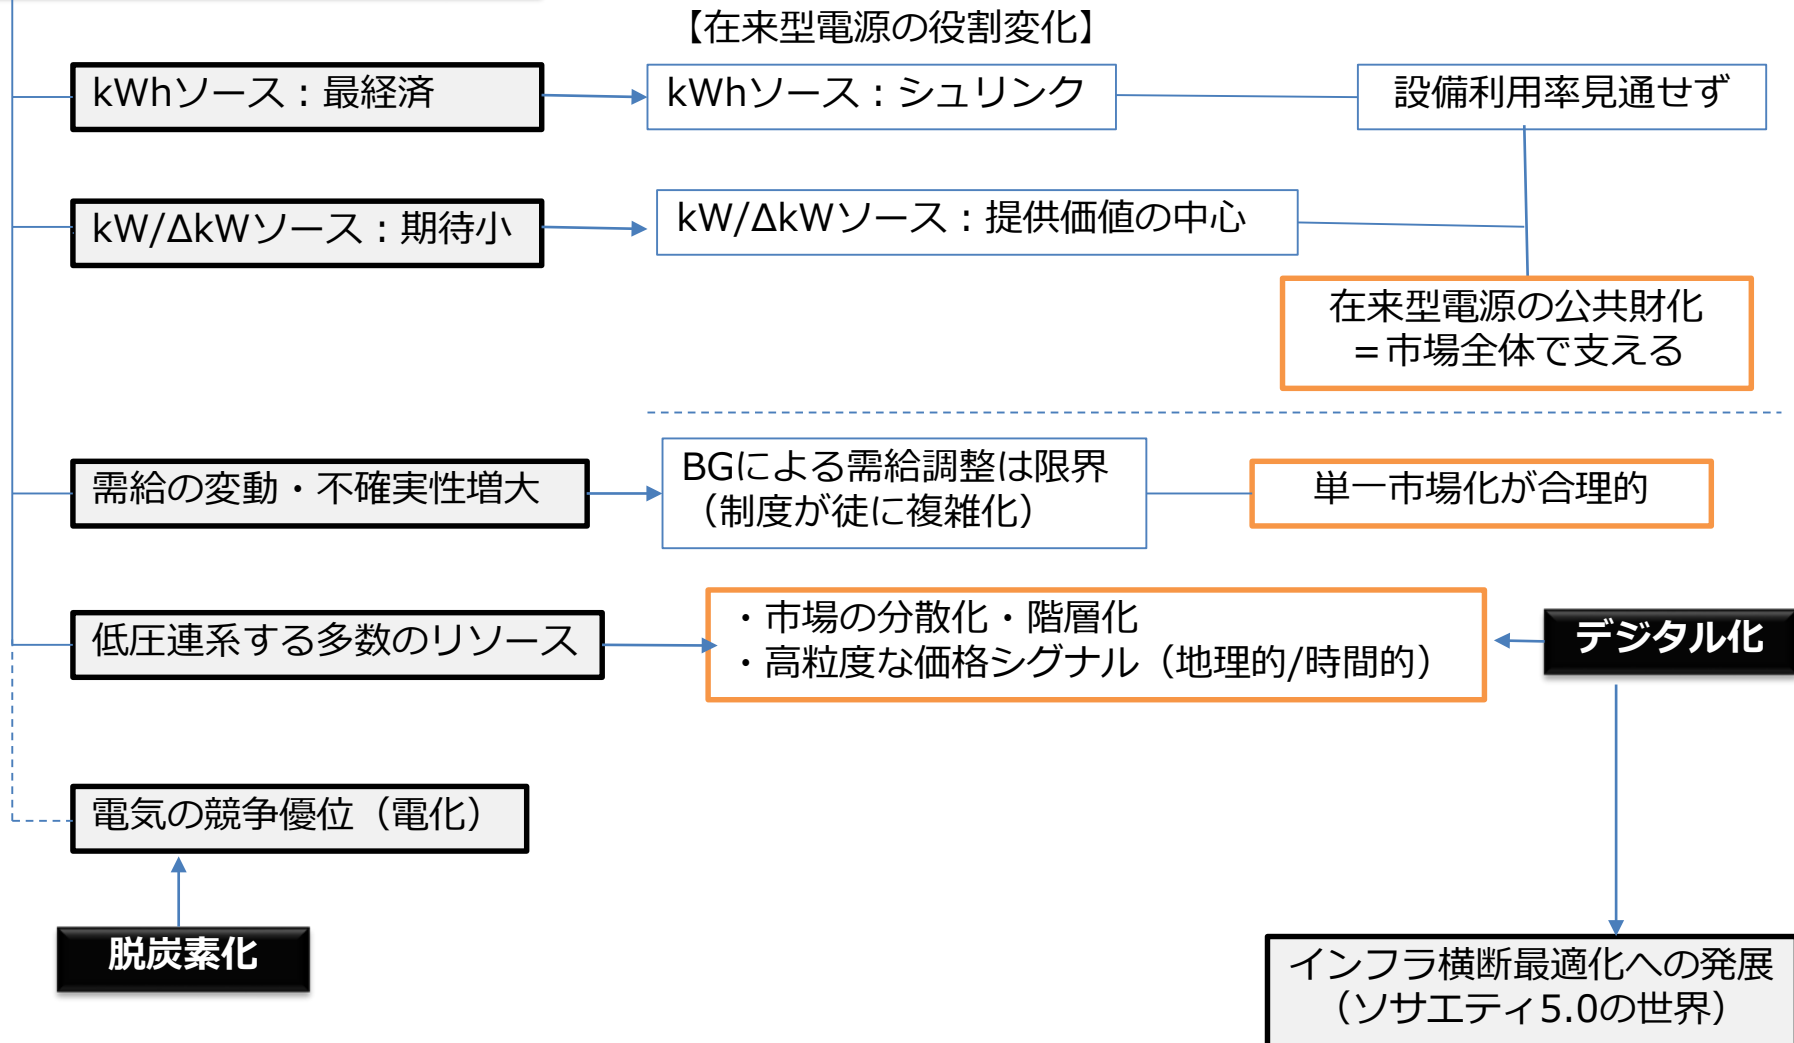 【在来型電源の役割変化】
kWhソース：最経済
kWhソース：シュリンク
設備利用率見通せず
kW/ΔkWソース：期待小
kW/ΔkWソース：提供価値の中心
在来型電源の公共財化
＝市場全体で支える
需給の変動・不確実性増大
BGによる需給調整は限界
（制度が徒に複雑化）
単一市場化が合理的
低圧連系する多数のリソース
・市場の分散化・階層化
・高粒度な価格シグナル（地理的/時間的）
デジタル化
電気の競争優位（電化）
脱炭素化
インフラ横断最適化への発展
（ソサエティ5.0の世界）